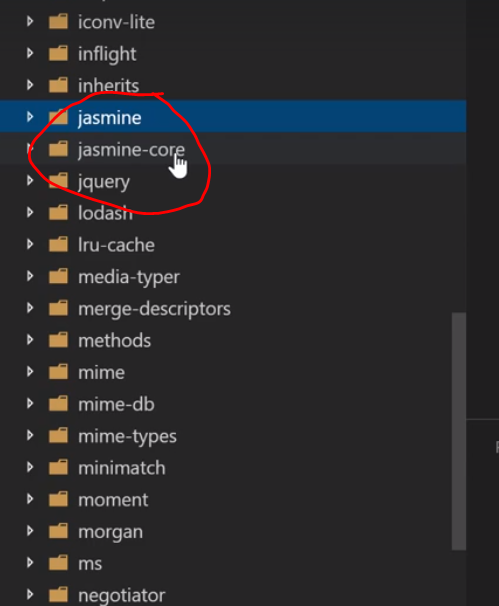 iconv-lite
inflight
inherits
jasmine
jasmine-core
jquery
lodash
lru-cache
media-typer
merge-descriptors
methods
mime
mime-db
mime-types
minimatch
moment
morgan
ms
negotiator